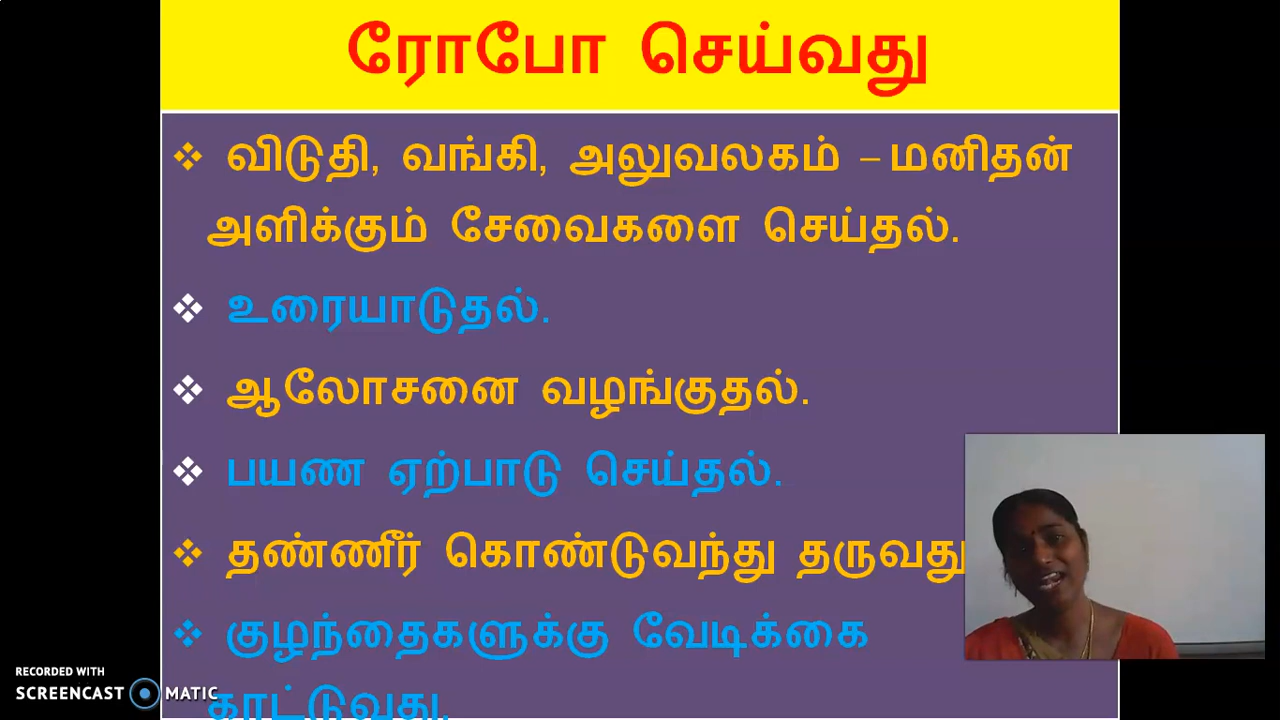 ரோபோ செய்வது
❖ விடுதி, வங்கி, அலுவலகம் – மனிதன்
அளிக்கும் சேவைகளை செய்தல்.
❖ உரையாடுதல்.
❖ ஆலோசனை வழங்குதல்.
❖ பயண ஏற்பாடு செய்தல்.
❖ தண்ணீர் கொண்டுவந்து தருவது
❖ குழந்தைகளுக்கு வேடிக்கை
காட்டுவது.
RECORDED WITH
SCREENCAST MATIC